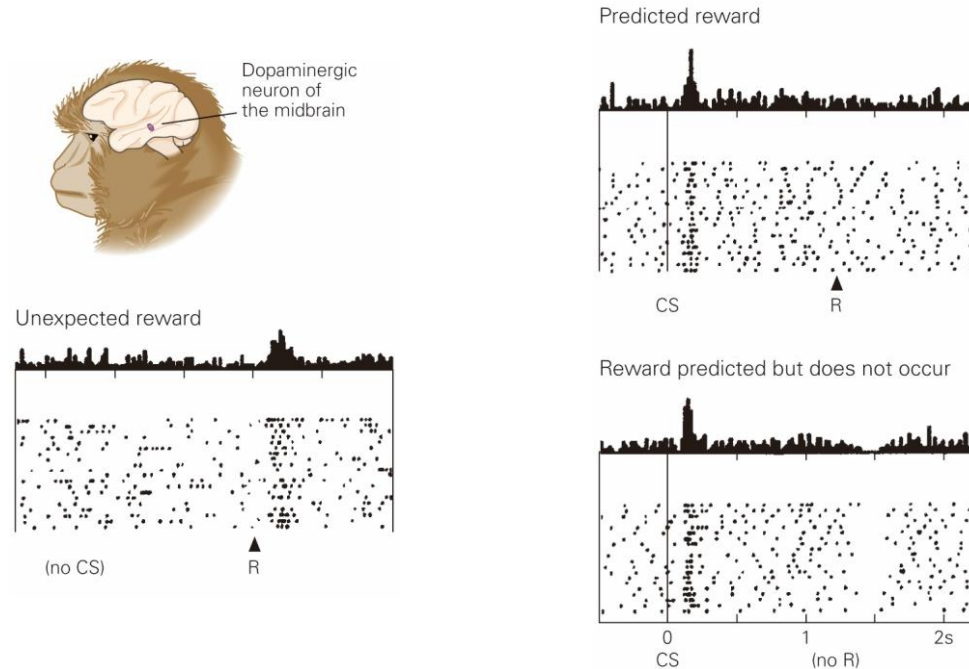 Dopaminergic
neuron of
the midbrain
Unexpected reward
(no CS)
R
Predicted reward
CS
R
Reward predicted but does not occur
0
1
2s
CS
(no R)